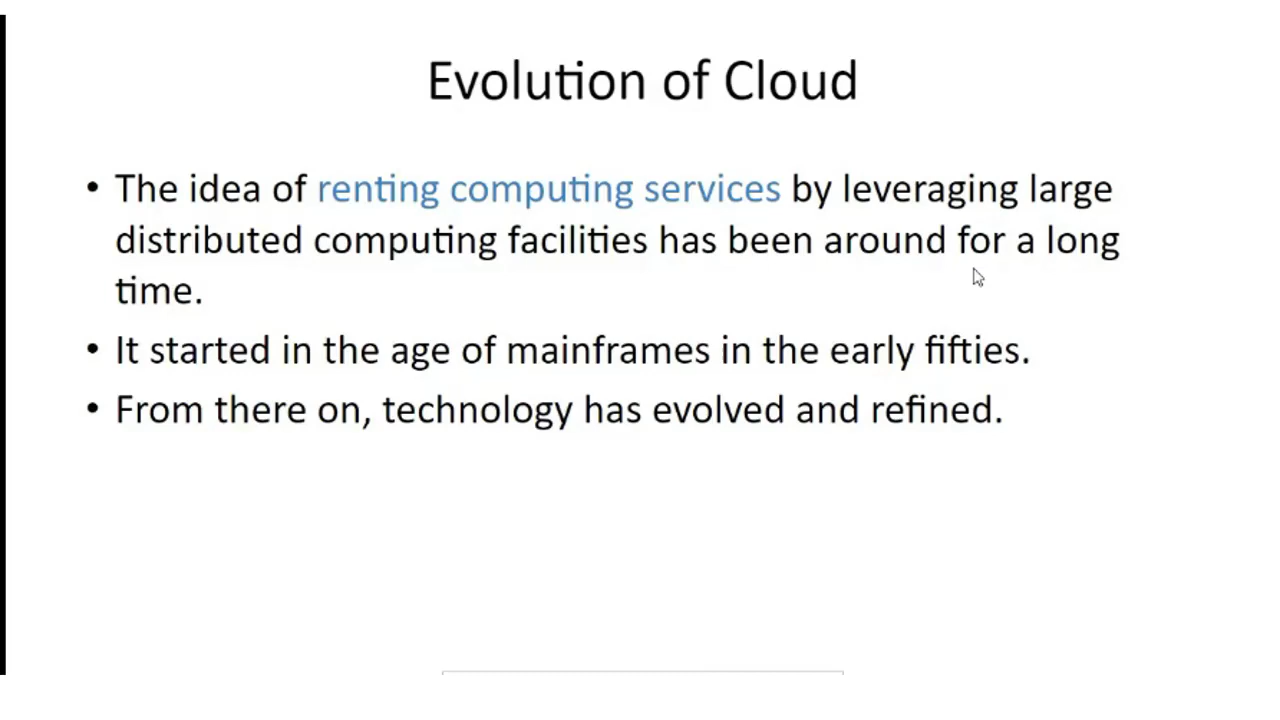 Evolution of Cloud
• The idea of renting computing services by leveraging large
distributed computing facilities has been around for a long
time.
• It started in the age of mainframes in the early fifties.
• From there on, technology has evolved and refined.